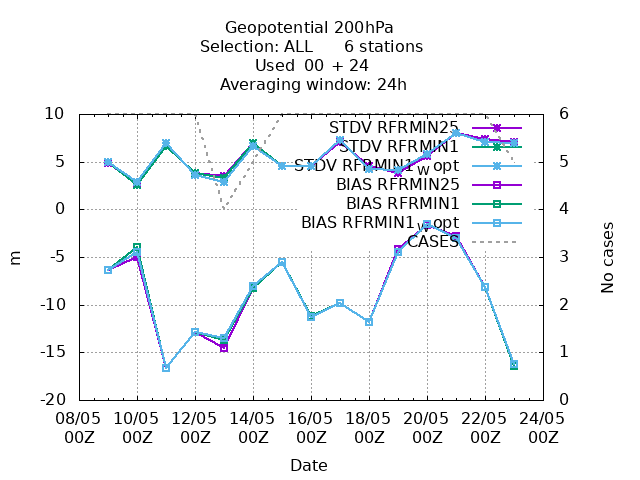 Geopotential 200hPa
Selection: ALL 6 stations
Used 00 + 24
Averaging window: 24h
10
5
0
-5
-10
-15
-20
m
6
5
4
3
2
1
0
No cases
STDV RFRMIN25
STDV RFRMIN1
STDV RFRMIN1_w_opt
BIAS RFRMIN25
BIAS RFRMIN1
BIAS RFRMIN1_w_opt
CASES
08/05 10/05 12/05 14/05 16/05 18/05 20/05 22/05 24/05
00Z 00Z 00Z 00Z 00Z 00Z 00Z 00Z 00Z
Date